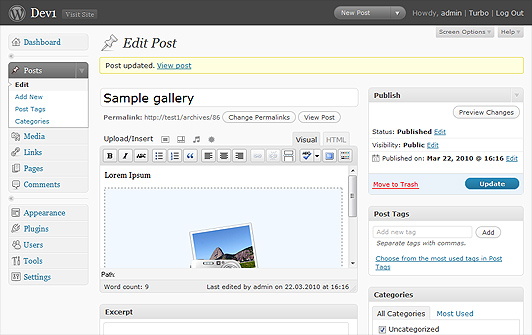 Dev1 Visit Site
New Post
Howdy, admin | Turbo | Log Out
Screen Options Help
Dashboard
Posts
Edit
Add New
Post Tags
Categories
Media
Links
Pages
Comments
Appearance
Plugins
Users
Tools
Settings
Edit Post
Post updated. View post
Sample gallery
Permalink: http://test1/archives/86 Change Permalinks View Post
Upload/Insert
Visual HTML
B I ABC
ABC
Lorem Ipsum
Path:
Word count: 9 Last edited by admin on 22.03.2010 at 16:16
Excerpt
Publish
Preview Changes
Status: Published Edit
Visibility: Public Edit
Published on: Mar 22, 2010 @ 16:16 Edit
Move to Trash Update
Post Tags
Add new tag Add
Separate tags with commas.
Choose from the most used tags in Post
Tags
Categories
All Categories Most Used
Uncategorized